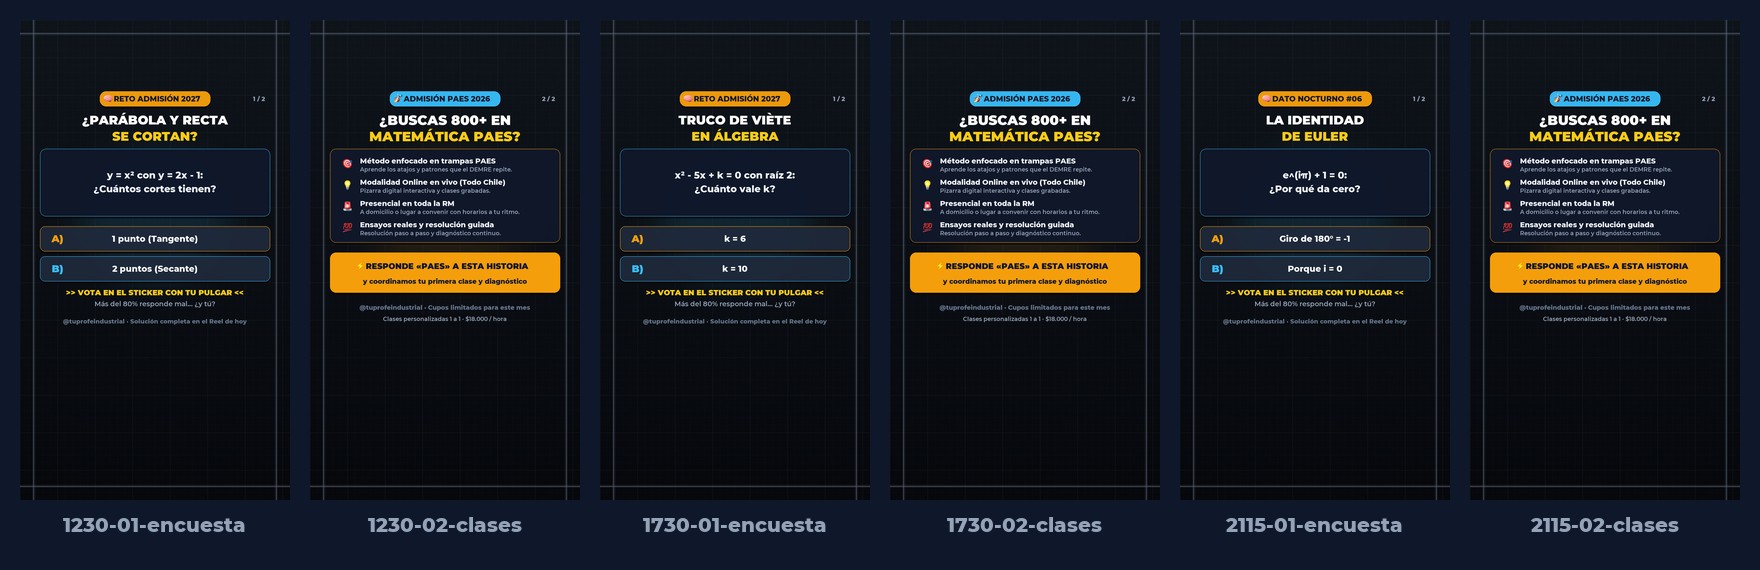 RETO ADMISIÓN 2027
1 / 2
¿PARÁBOLA Y RECTA
SE CORTAN?
y = x² con y = 2x - 1:
¿Cuántos cortes tienen?
A) 1 punto (Tangente)
B) 2 puntos (Secante)
>> VOTA EN EL STICKER CON TU PULGAR <<
Más del 80% responde mal... ¿y tú?
@tuprofeindustrial · Solución completa en el Reel de hoy
1230-01-encuesta
ADMISIÓN PAES 2026
2 / 2
¿BUSCAS 800+ EN
MATEMÁTICA PAES?
Método enfocado en trampas PAES
Aprende los atajos y patrones que el DEMRE repite.
Modalidad Online en vivo (Todo Chile)
Pizarra digital interactiva y clases grabadas.
Presencial en toda la RM
A domicilio o lugar a convenir con horarios a tu ritmo.
Ensayos reales y resolución guiada
Resolución paso a paso y diagnóstico continuo.
RESPONDE «PAES» A ESTA HISTORIA
y coordinamos tu primera clase y diagnóstico
@tuprofeindustrial · Cupos limitados para este mes
Clases personalizadas 1 a 1 · $18.000 / hora
1230-02-clases
RETO ADMISIÓN 2027
1 / 2
TRUCO DE VIÈTE
EN ÁLGEBRA
x² - 5x + k = 0 con raíz 2:
¿Cuánto vale k?
A) k = 6
B) k = 10
>> VOTA EN EL STICKER CON TU PULGAR <<
Más del 80% responde mal... ¿y tú?
@tuprofeindustrial · Solución completa en el Reel de hoy
1730-01-encuesta
ADMISIÓN PAES 2026
2 / 2
¿BUSCAS 800+ EN
MATEMÁTICA PAES?
Método enfocado en trampas PAES
Aprende los atajos y patrones que el DEMRE repite.
Modalidad Online en vivo (Todo Chile)
Pizarra digital interactiva y clases grabadas.
Presencial en toda la RM
A domicilio o lugar a convenir con horarios a tu ritmo.
Ensayos reales y resolución guiada
Resolución paso a paso y diagnóstico continuo.
RESPONDE «PAES» A ESTA HISTORIA
y coordinamos tu primera clase y diagnóstico
@tuprofeindustrial · Cupos limitados para este mes
Clases personalizadas 1 a 1 · $18.000 / hora
1730-02-clases
DATO NOCTURNO #06
1 / 2
LA IDENTIDAD
DE EULER
e^(iπ) + 1 = 0:
¿Por qué da cero?
A) Giro de 180° = -1
B) Porque i = 0
>> VOTA EN EL STICKER CON TU PULGAR <<
Más del 80% responde mal... ¿y tú?
@tuprofeindustrial · Solución completa en el Reel de hoy
2115-01-encuesta
ADMISIÓN PAES 2026
2 / 2
¿BUSCAS 800+ EN
MATEMÁTICA PAES?
Método enfocado en trampas PAES
Aprende los atajos y patrones que el DEMRE repite.
Modalidad Online en vivo (Todo Chile)
Pizarra digital interactiva y clases grabadas.
Presencial en toda la RM
A domicilio o lugar a convenir con horarios a tu ritmo.
Ensayos reales y resolución guiada
Resolución paso a paso y diagnóstico continuo.
RESPONDE «PAES» A ESTA HISTORIA
y coordinamos tu primera clase y diagnóstico
@tuprofeindustrial · Cupos limitados para este mes
Clases personalizadas 1 a 1 · $18.000 / hora
2115-02-clases